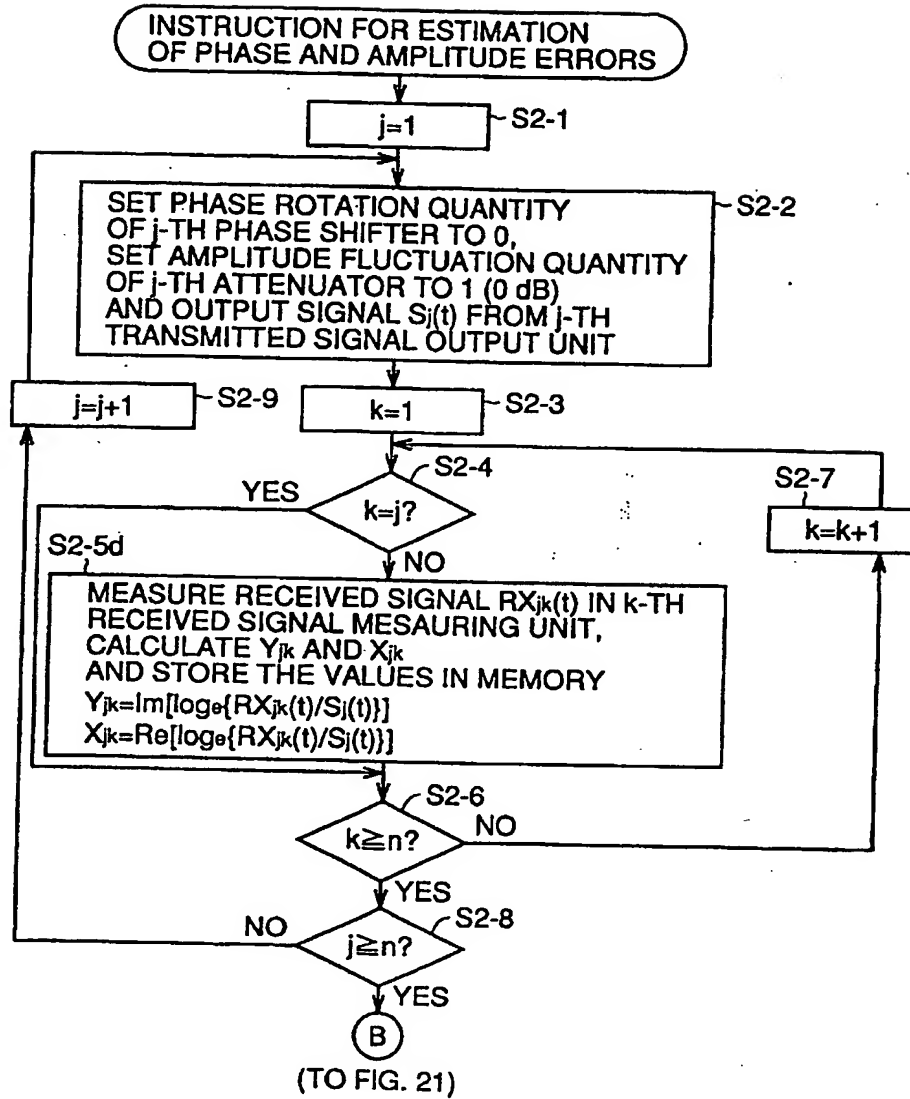 INSTRUCTION FOR ESTIMATION
OF PHASE AND AMPLITUDE ERRORS
j=1
S2-1
SET PHASE ROTATION QUANTITY
OF j-TH PHASE SHIFTER TO 0,
SET AMPLITUDE FLUCTUATION QUANTITY
OF j-TH ATTENUATOR TO 1 (0 dB)
AND OUTPUT SIGNAL Sj(t) FROM j-TH
TRANSMITTED SIGNAL OUTPUT UNIT
S2-2
j=j+1
S2-9
k=1
S2-3
S2-4
YES
k=j?
NO
S2-7
k=k+1
S2-5d
MEASURE RECEIVED SIGNAL RXjk(t) IN k-TH
RECEIVED SIGNAL MESAURING UNIT,
CALCULATE Yjk AND Xjk
AND STORE THE VALUES IN MEMORY
Yjk=Im[loge{RXjk(t)/Sj(t)}]
Xjk=Re[loge{RXjk(t)/Sj(t)}]
S2-6
k≧n?
NO
YES
S2-8
NO
j≧n?
YES
B
(TO FIG. 21)